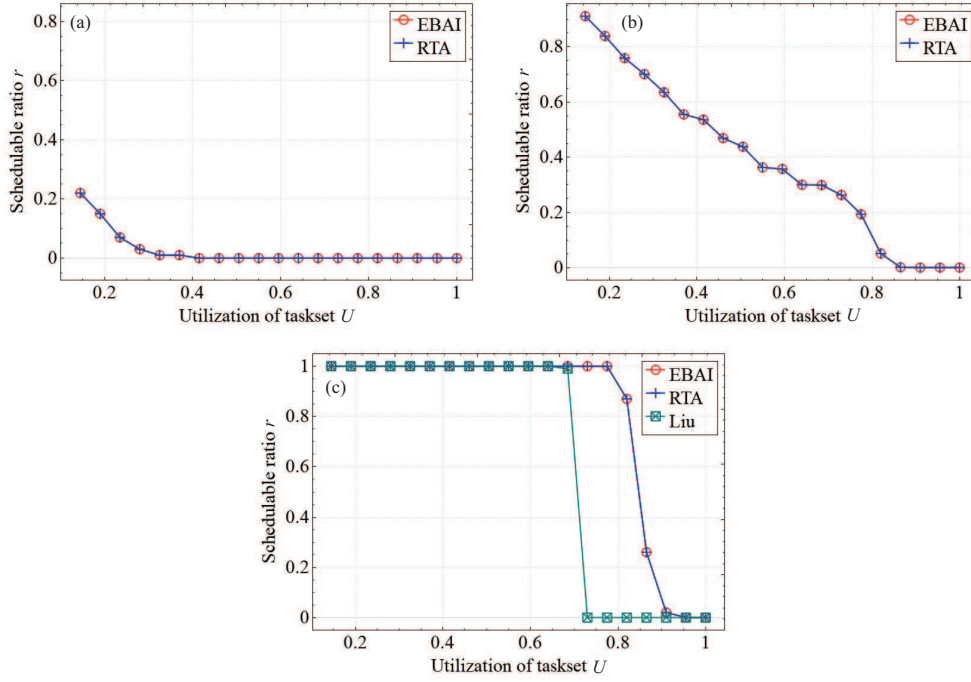 (a)
EBAI
RTA
0.8
0.6
0.4
0.2
0
Schedulable ratio r
0.2 0.4 0.6 0.8 1
Utilization of taskset U
(b)
EBAI
RTA
0.8
0.6
0.4
0.2
0
Schedulable ratio r
0.2 0.4 0.6 0.8 1
Utilization of taskset U
(c)
EBAI
RTA
Liu
1
0.8
0.6
0.4
0.2
0
Schedulable ratio r
0.2 0.4 0.6 0.8 1
Utilization of taskset U